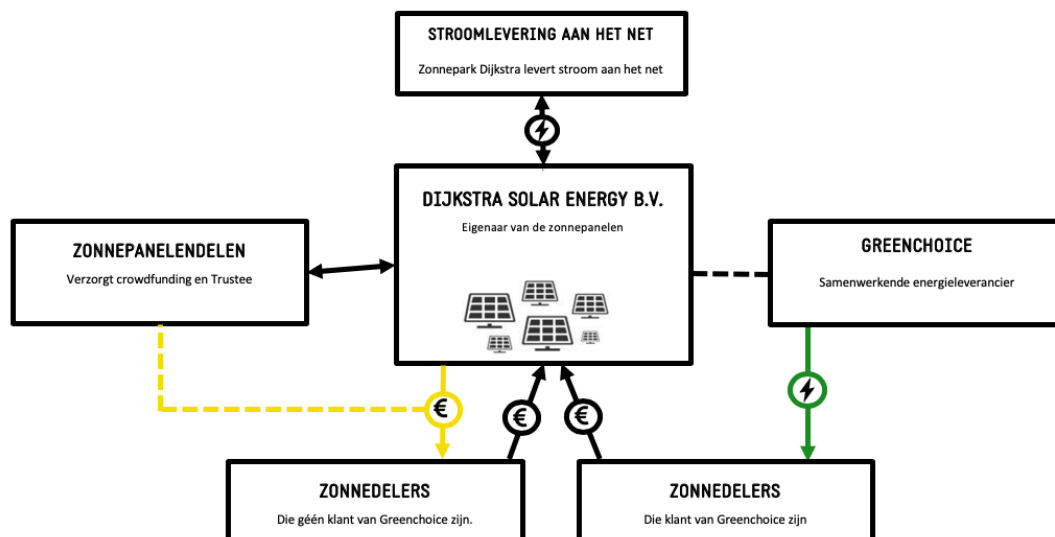 STROOMLEVERING AAN HET NET
Zonnepark Dijkstra levert stroom aan het net
DIJKSTRA SOLAR ENERGY B.V.
Eigenaar van de zonnepanelen
ZONNEPANELENDELEN
Verzorgt crowdfunding en Trustee
GREENCHOICE
Samenwerkende energieleverancier
€
€
€
ZONNEDELERS
Die géén klant van Greenchoice zijn.
ZONNEDELERS
Die klant van Greenchoice zijn